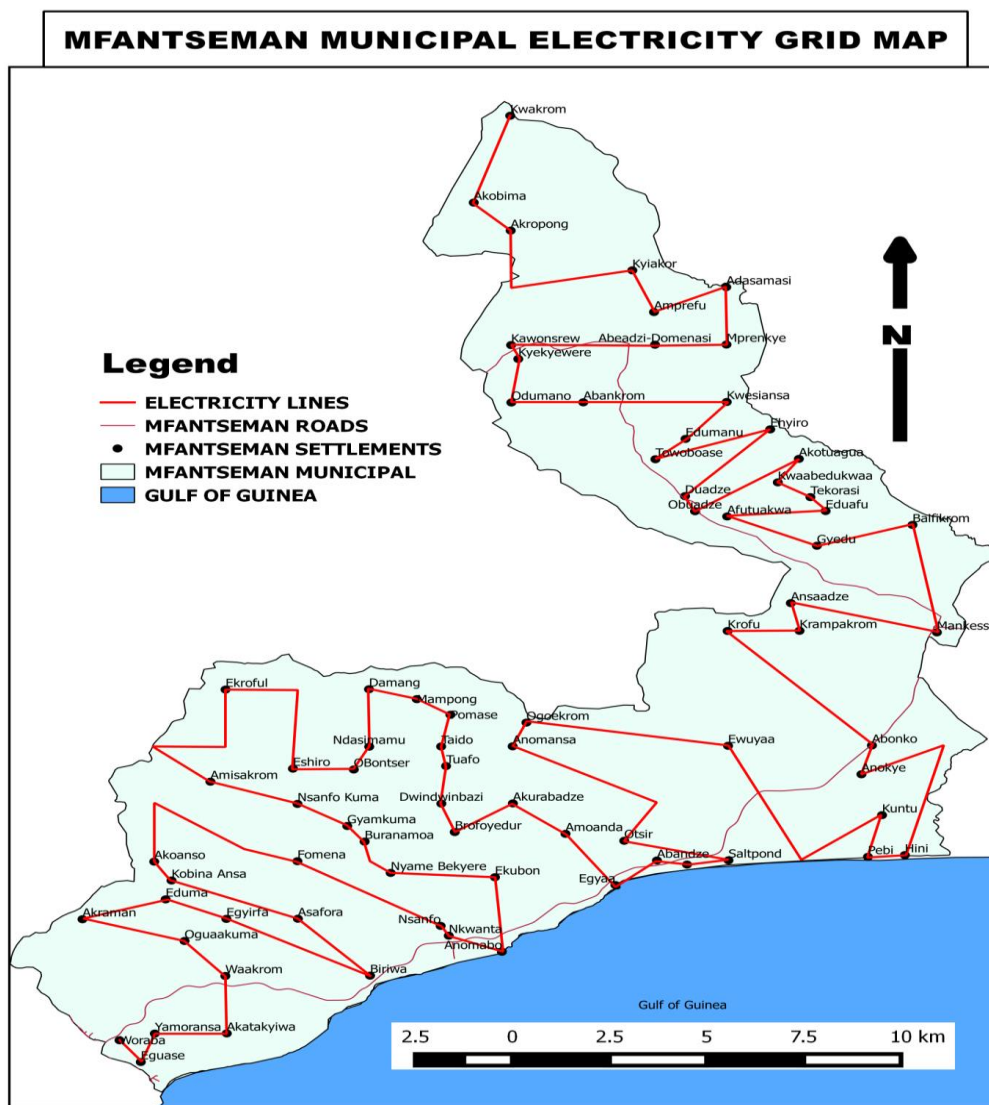 MFANTSEMAN MUNICIPAL ELECTRICITY GRID MAP
Kwakrom
Akobima
Akropong
Kyiakor
Adasamasi
Amprefu
Kawonsrew
Abeadzi-Domenasi
Mprenkye
Kyekyewere
N
Legend
ELECTRICITY LINES
MFANTSEMAN ROADS
MFANTSEMAN SETTLEMENTS
MFANTSEMAN MUNICIPAL
GULF OF GUINEA
Odumano
Abankrom
Kwesiansa
Edumanu
Ehyiro
Towoboase
Akotuagua
Kwaabedukwaa
Duadze
Tekorasi
Obuadze
Afutuakwa
Eduafu
Baifikrom
Gyedu
Ansaadze
Krofu
Krampakrom
Mankess
Ekroful
Damang
Mampong
Pomase
Ogoekrom
Ndasimamu
Taido
Anomansa
Ewuyaa
Abonko
Eshiro
OBontser
Tuafo
Anokye
Amisakrom
Nsanfo Kuma
Dwindwinbazi
Akurabadze
Kuntu
Gyamkuma
Buranamoa
Brofoyedur
Amoanda
Otsir
Akoanso
Fomena
Abandze
Saltpond
Pebi
Hini
Kobina Ansa
Nyame Bekyere
Ekubon
Egyaa
Eduma
Akraman
Egyirfa
Asafora
Nsanfo
Nkwanta
Oguaakuma
Anomabo
Waakrom
Biriwa
Yamoransa
Akatakyiwa
Woraba
Eguase
Gulf of Guinea
2.5 0 2.5 5 7.5 10 km